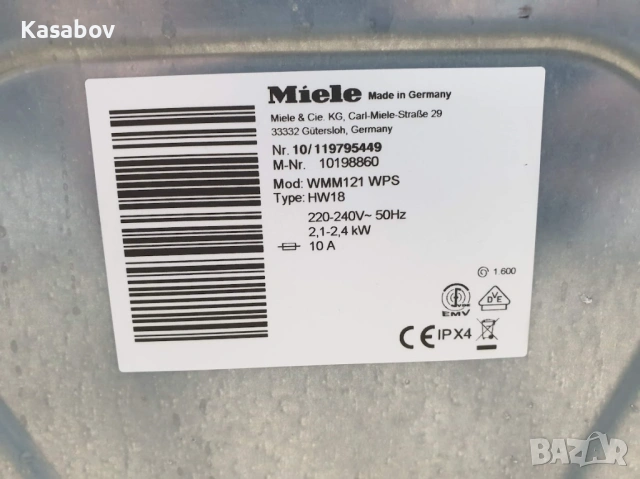 Kasabov
Miele Made in Germany
Miele & Cie. KG, Carl-Miele-Straße 29
33332 Gütersloh, Germany
Nr. 10/119795449
M-Nr. 10198860
Mod: WMM121 WPS
Type: HW18
220-240V~ 50Hz
2,1-2,4 kW
10 A
1 600
EMV
DVE
CE IPX4
BAZAR